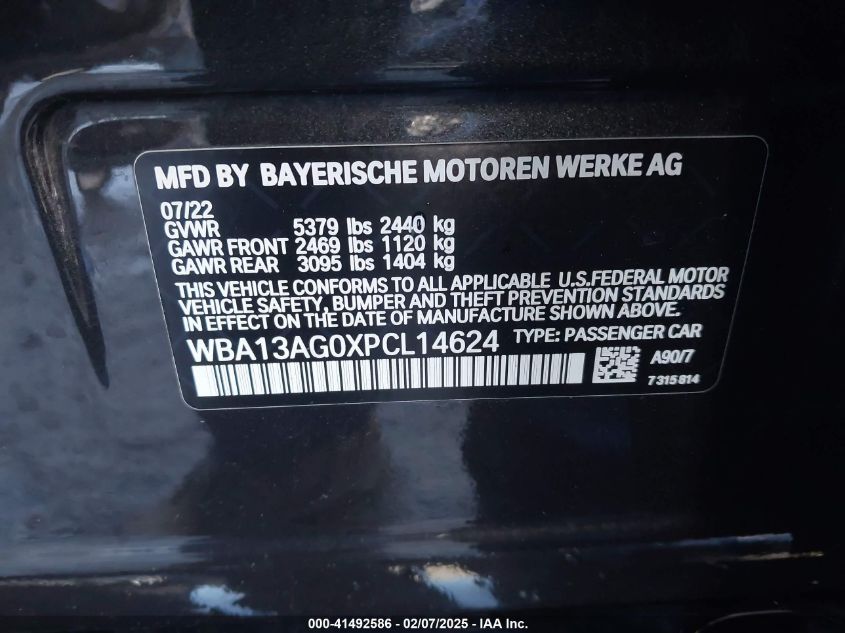 MFD BY BAYERISCHE MOTOREN WERKE AG
07/22
GVWR 5379 lbs 2440 kg
GAWR FRONT 2469 lbs 1120 kg
GAWR REAR 3095 lbs 1404 kg
THIS VEHICLE CONFORMS TO ALL APPLICABLE U.S.FEDERAL MOTOR
VEHICLE SAFETY, BUMPER AND THEFT PREVENTION STANDARDS
IN EFFECT ON THE DATE OF MANUFACTURE SHOWN ABOVE.
WBA13AG0XPCL14624 TYPE: PASSENGER CAR
A90/7
7315814
000-41492586 - 02/07/2025 - IAA Inc.